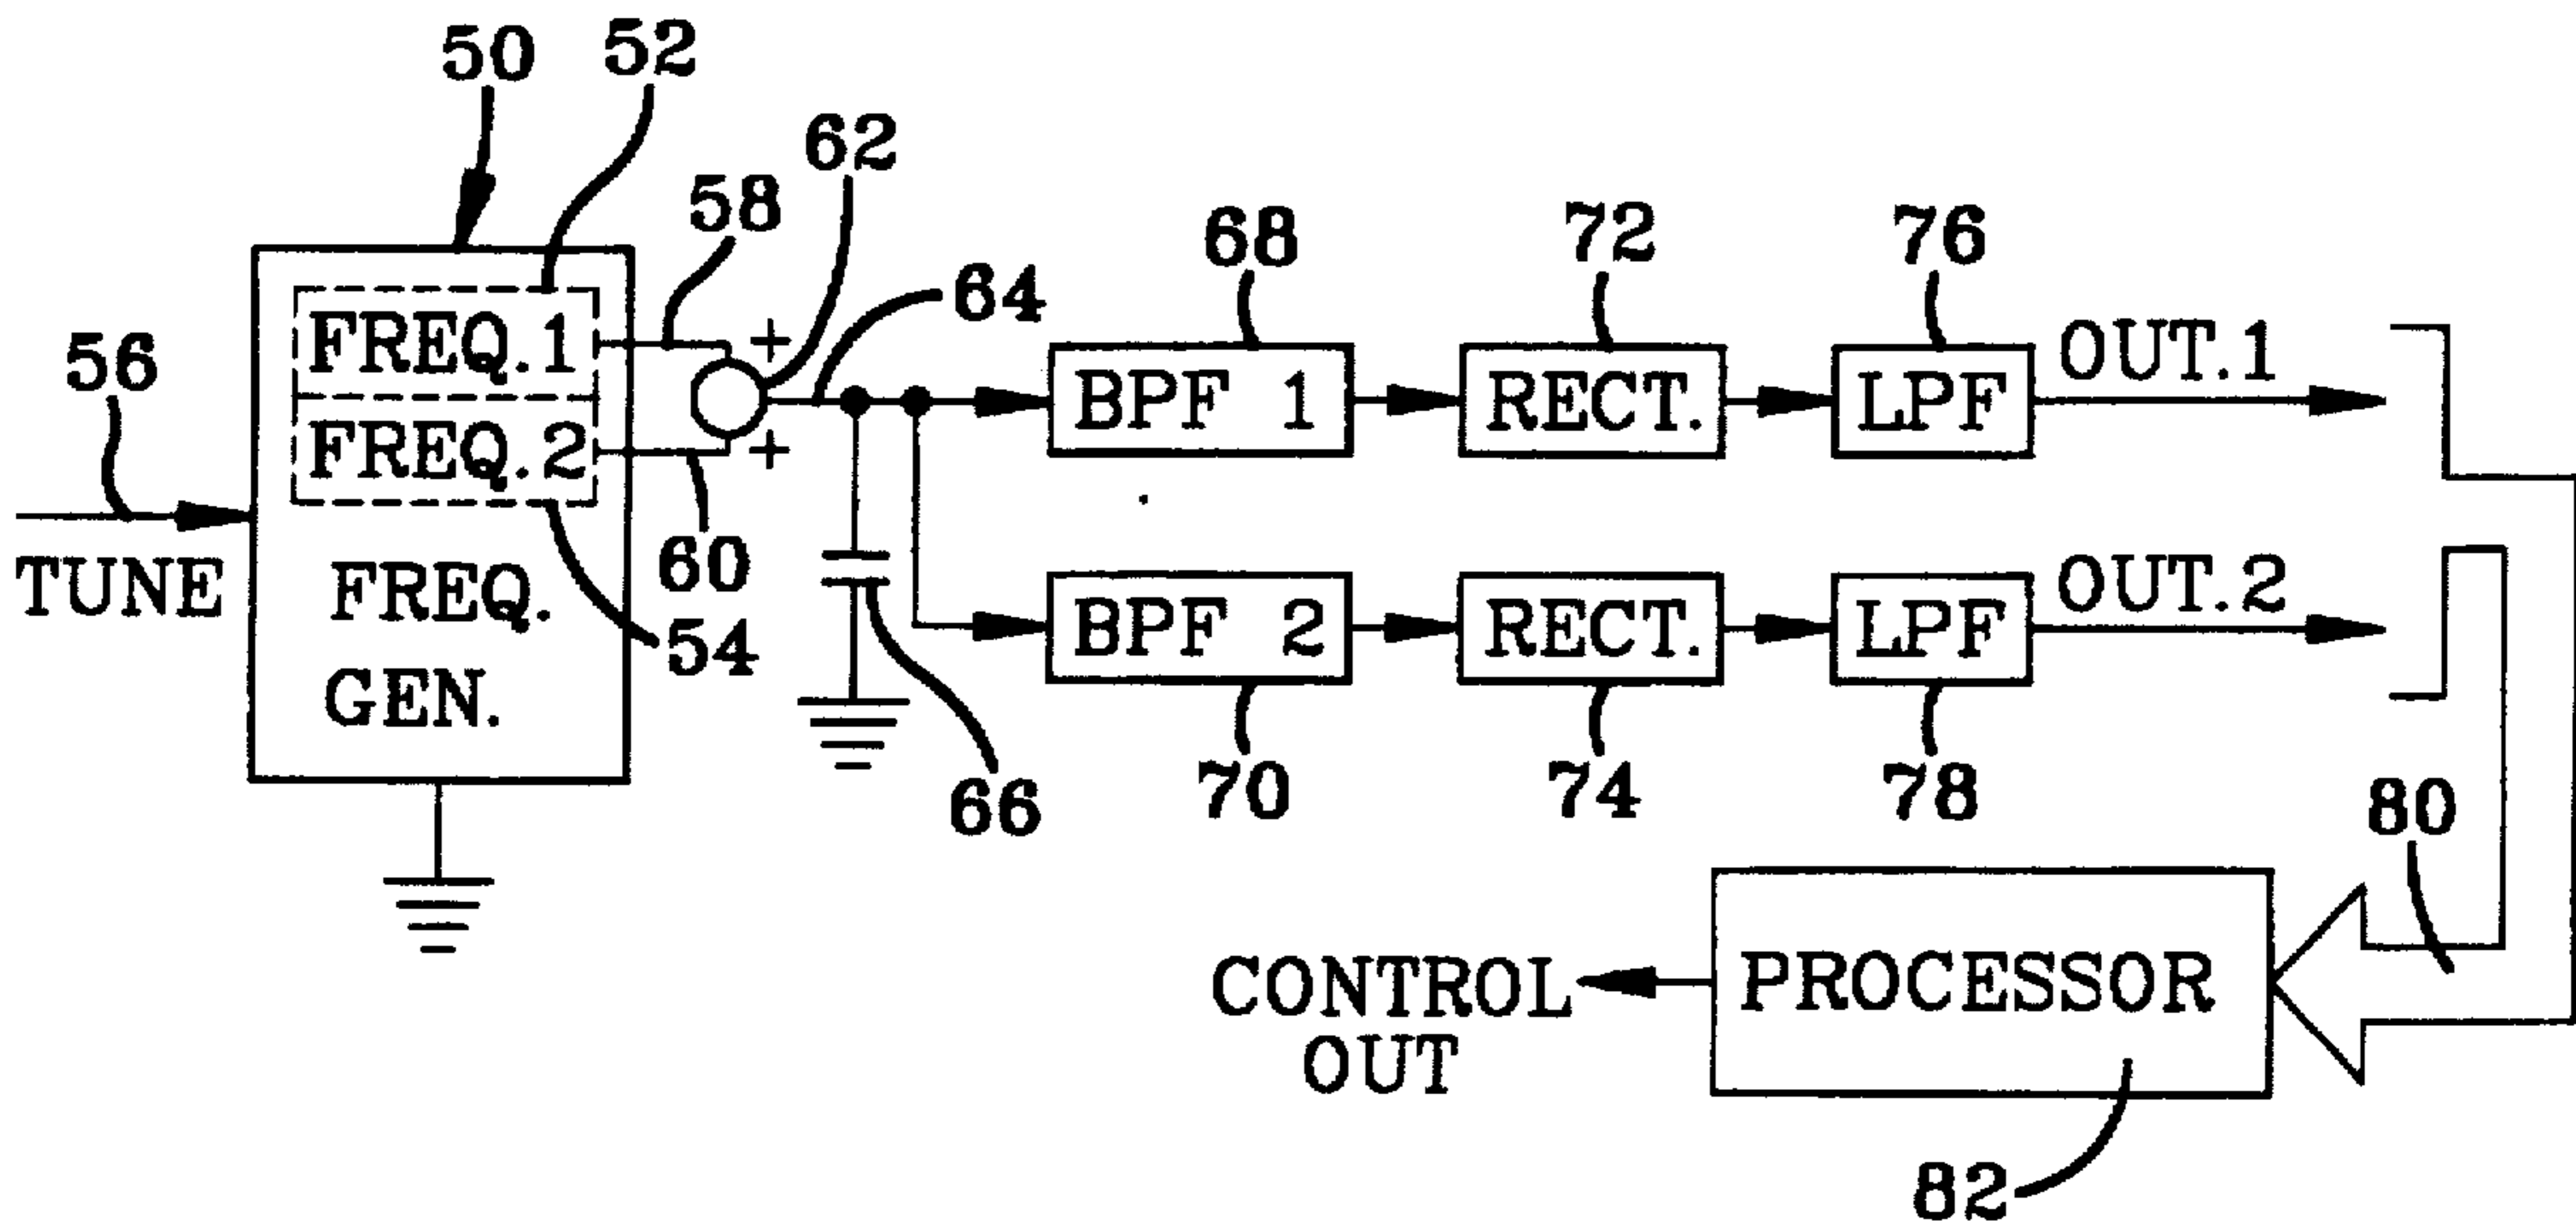 50
52
62
58
68
72
76
64
56
FREQ.1
+
OUT.1
BPF 1
RECT.
LPF
FREQ.2
+
TUNE
60
OUT.2
FREQ.
GEN.
54
BPF 2
RECT.
LPF
66
70
74
78
80
CONTROL
OUT
PROCESSOR
82